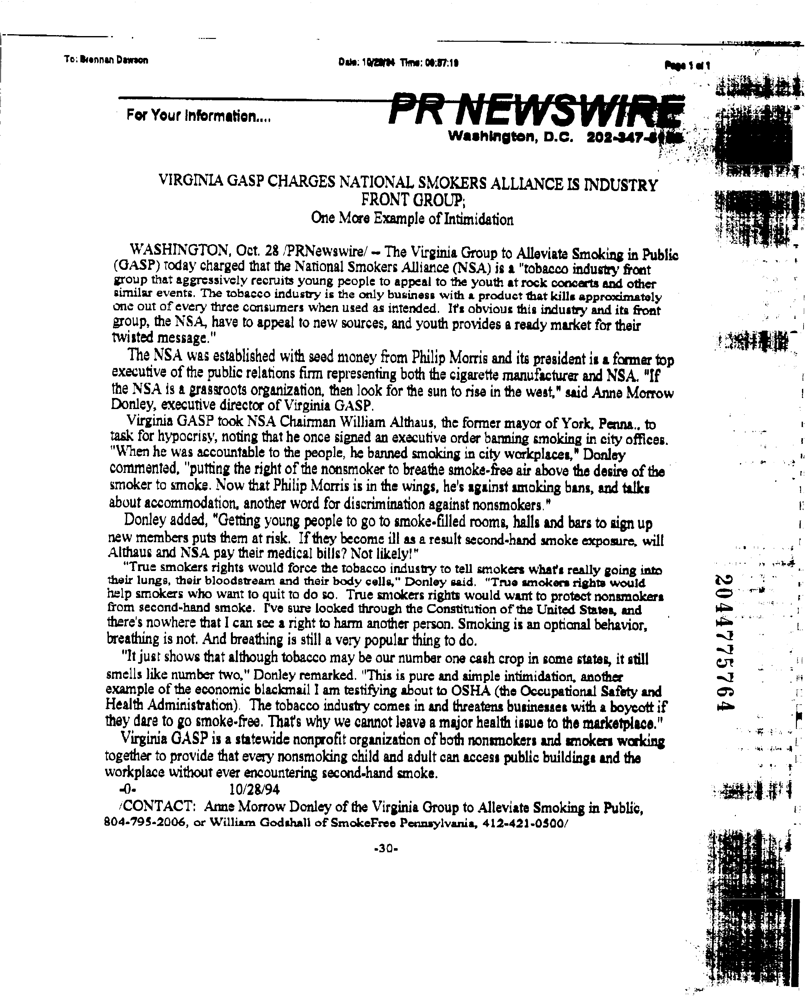 To: Brennan Dawson
Date: 10/29/94 Time: 09:57:19
Page 1 of 1
For Your Information....
PR NEWSWIRE
Washington, D.C. 202-347-
VIRGINIA GASP CHARGES NATIONAL SMOKERS ALLIANCE IS INDUSTRY
FRONT GROUP;
One More Example of Intimidation
WASHINGTON, Oct. 28 /PRNewswire/ -- The Virginia Group to Alleviate Smoking in Public
(GASP) today charged that the National Smokers Alliance (NSA) is a "tobacco industry front
group that aggressively recruits young people to appeal to the youth at rock concerts and other
similar events. The tobacco industry is the only business with a product that kills approximately
one out of every three consumers when used as intended. It's obvious this industry and its front
group, the NSA, have to appeal to new sources, and youth provides a ready market for their
twisted message."
The NSA was established with seed money from Philip Morris and its president is a former top
executive of the public relations firm representing both the cigarette manufacturer and NSA. "If
the NSA is a grassroots organization, then look for the sun to rise in the west," said Anne Morrow
Donley, executive director of Virginia GASP.
Virginia GASP took NSA Chairman William Althaus, the former mayor of York, Penna., to
task for hypocrisy, noting that he once signed an executive order banning smoking in city offices.
"When he was accountable to the people, he banned smoking in city workplaces," Donley
commented, "putting the right of the nonsmoker to breathe smoke-free air above the desire of the
smoker to smoke. Now that Philip Morris is in the wings, he's against smoking bans, and talks
about accommodation, another word for discrimination against nonsmokers."
Donley added, "Getting young people to go to smoke-filled rooms, halls and bars to sign up
new members puts them at risk. If they become ill as a result second-hand smoke exposure, will
Althaus and NSA pay their medical bills? Not likely!"
"True smokers rights would force the tobacco industry to tell smokers what's really going into
their lungs, their bloodstream and their body cells," Donley said. "True smokers rights would
help smokers who want to quit to do so. True smokers rights would want to protect nonsmokers
from second-hand smoke. I've sure looked through the Constitution of the United States, and
there's nowhere that I can see a right to harm another person. Smoking is an optional behavior,
breathing is not. And breathing is still a very popular thing to do.
"It just shows that although tobacco may be our number one cash crop in some states, it still
smells like number two," Donley remarked. "This is pure and simple intimidation, another
example of the economic blackmail I am testifying about to OSHA (the Occupational Safety and
Health Administration). The tobacco industry comes in and threatens businesses with a boycott if
they dare to go smoke-free. That's why we cannot leave a major health issue to the marketplace."
Virginia GASP is a statewide nonprofit organization of both nonsmokers and smokers working
together to provide that every nonsmoking child and adult can access public buildings and the
workplace without ever encountering second-hand smoke.
-0- 10/28/94
/CONTACT: Anne Morrow Donley of the Virginia Group to Alleviate Smoking in Public,
804-795-2006, or William Godshall of SmokeFree Pennsylvania, 412-421-0500/
-30-
2044775764